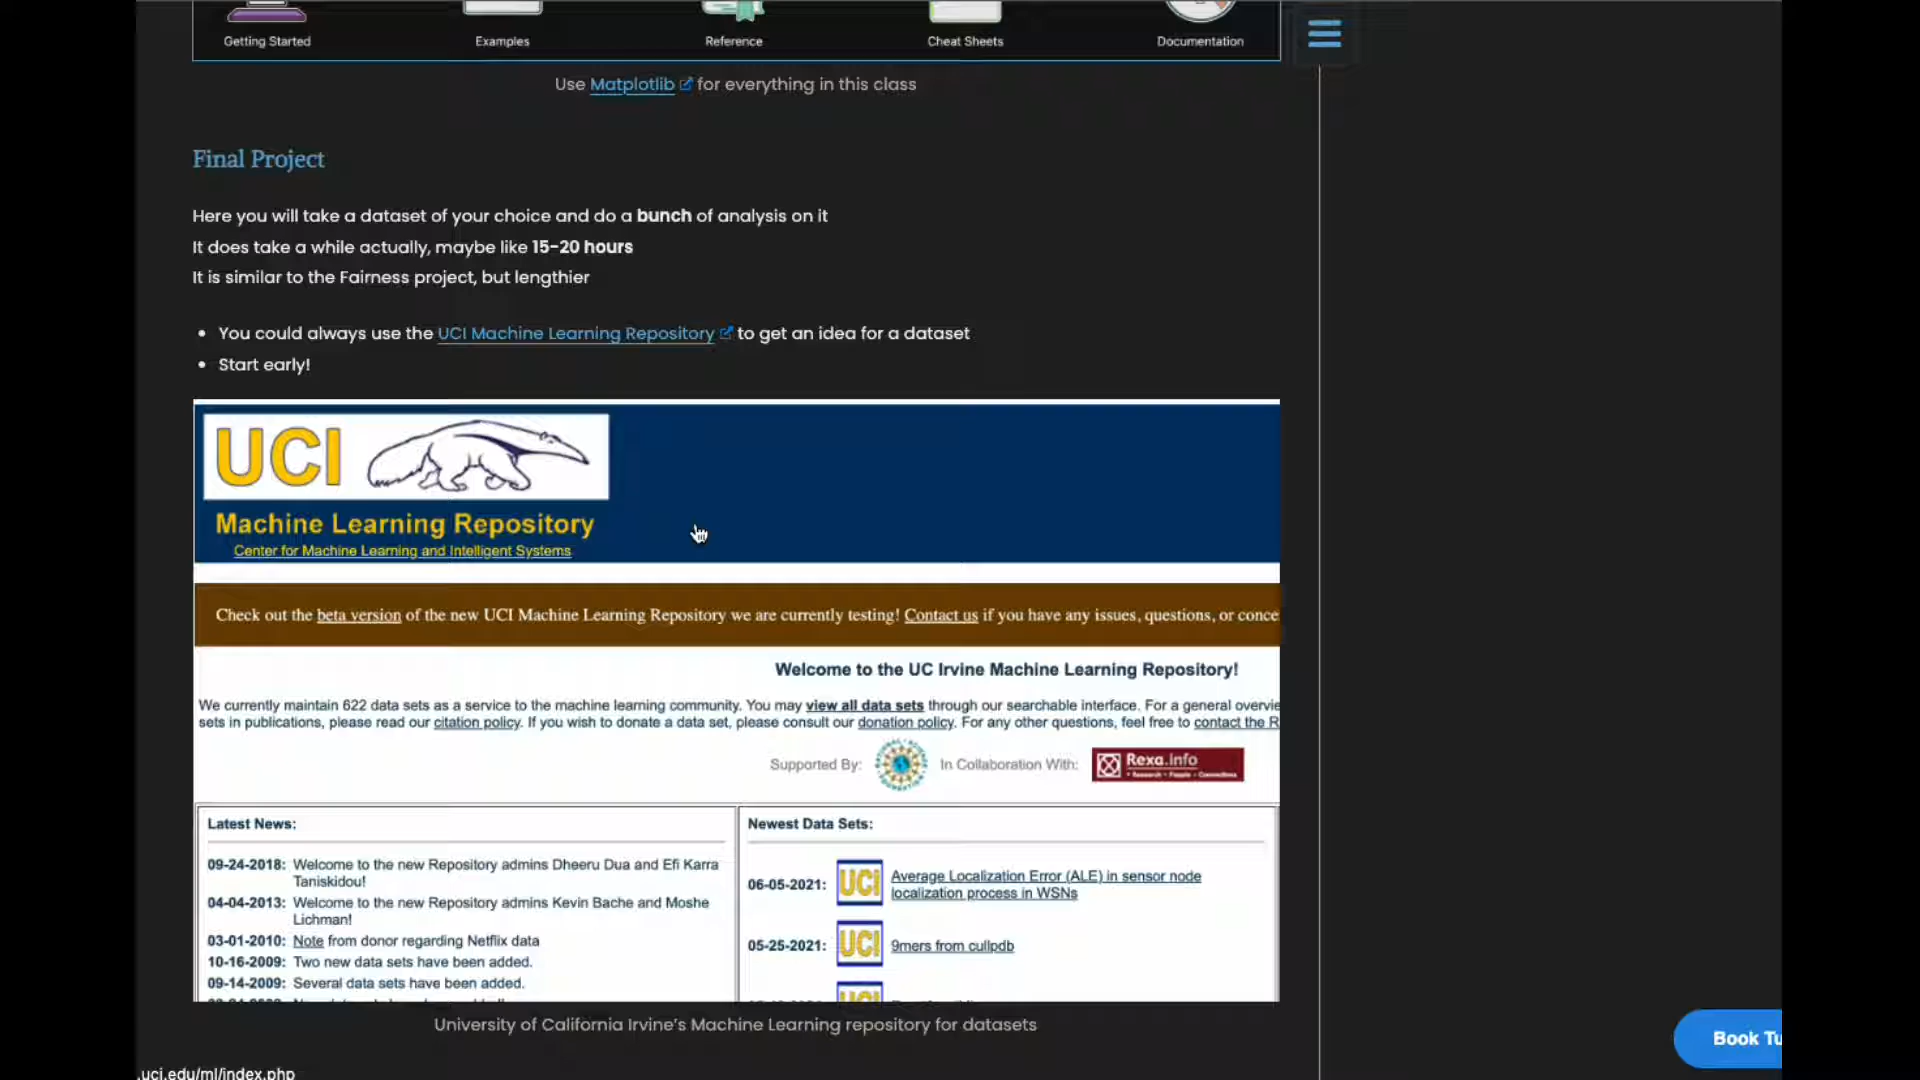 Getting Started
Examples
Reference
Cheat Sheets
Documentation
Use Matplotlib for everything in this class
Final Project
Here you will take a dataset of your choice and do a bunch of analysis on it
It does take a while actually, maybe like 15-20 hours
It is similar to the Fairness project, but lengthier
You could always use the UCI Machine Learning Repository to get an idea for a dataset
Start early!
UCI
Machine Learning Repository
Center for Machine Learning and Intelligent Systems
Check out the beta version of the new UCI Machine Learning Repository we are currently testing! Contact us if you have any issues, questions, or conce
Welcome to the UC Irvine Machine Learning Repository!
We currently maintain 622 data sets as a service to the machine learning community. You may view all data sets through our searchable interface. For a general overvie
sets in publications, please read our citation policy. If you wish to donate a data set, please consult our donation policy. For any other questions, feel free to contact the R
Supported By:
In Collaboration With:
Rexa.info
Latest News:
09-24-2018: Welcome to the new Repository admins Dheeru Dua and Efi Karra
Taniskidou!
04-04-2013: Welcome to the new Repository admins Kevin Bache and Moshe
Lichman!
03-01-2010: Note from donor regarding Netflix data
10-16-2009: Two new data sets have been added.
09-14-2009: Several data sets have been added.
Newest Data Sets:
06-05-2021: UCI Average Localization Error (ALE) in sensor node
localization process in WSNs
05-25-2021: UCI 9mers from cullpdb
University of California Irvine's Machine Learning repository for datasets
Book Tu
.uci.edu/ml/index.php